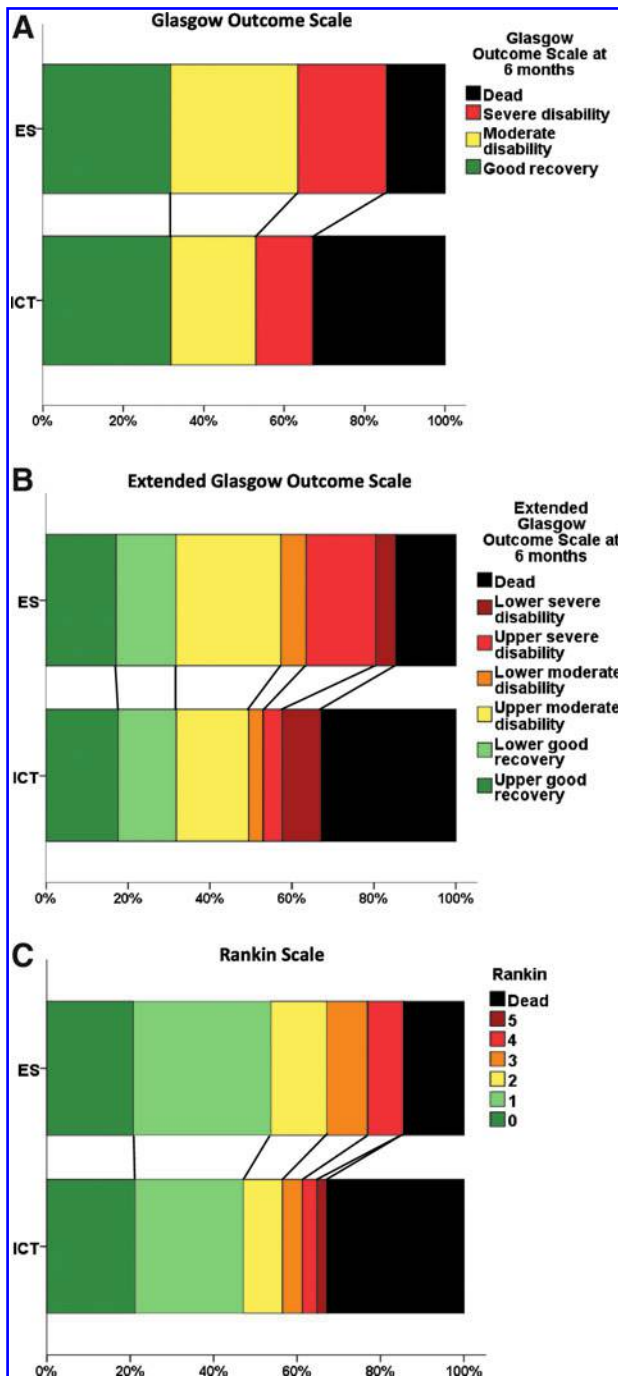 A
Glasgow Outcome Scale
Glasgow
Outcome Scale at
6 months
Dead
Severe disability
Moderate
disability
Good recovery
ES
ICT
0% 20% 40% 60% 80% 100%
B
Extended Glasgow Outcome Scale
Extended
Glasgow
Outcome Scale at
6 months
Dead
Lower severe
disability
Upper severe
disability
Lower moderate
disability
Upper moderate
disability
Lower good
recovery
Upper good
recovery
ES
ICT
0% 20% 40% 60% 80% 100%
C
Rankin Scale
Rankin
Dead
5
4
3
2
1
0
ES
ICT
0% 20% 40% 60% 80% 100%